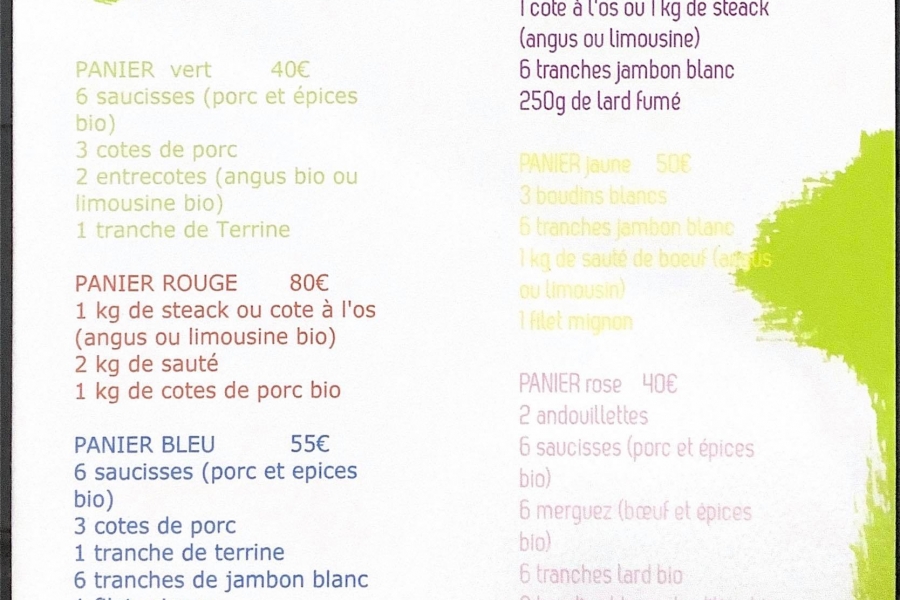 PANIER vert 40€
6 saucisses (porc et épices
bio)
3 cotes de porc
2 entrecotes (angus bio ou
limousine bio)
1 tranche de Terrine
PANIER ROUGE 80€
1 kg de steack ou cote à l'os
(angus ou limousine bio)
2 kg de sauté
1 kg de cotes de porc bio
PANIER BLEU 55€
6 saucisses (porc et epices
bio)
3 cotes de porc
1 tranche de terrine
6 tranches de jambon blanc
1 cote à l'os ou 1 kg de steack
(angus ou limousine)
6 tranches jambon blanc
250g de lard fumé
PANIER jaune 50€
3 boudins blancs
6 tranches jambon blanc
1 kg de sauté de boeuf (angus
ou limousin)
1 filet mignon
PANIER rose 40€
2 andouillettes
6 saucisses (porc et épices
bio)
6 merguez (bœuf et épices
bio)
6 tranches lard bio